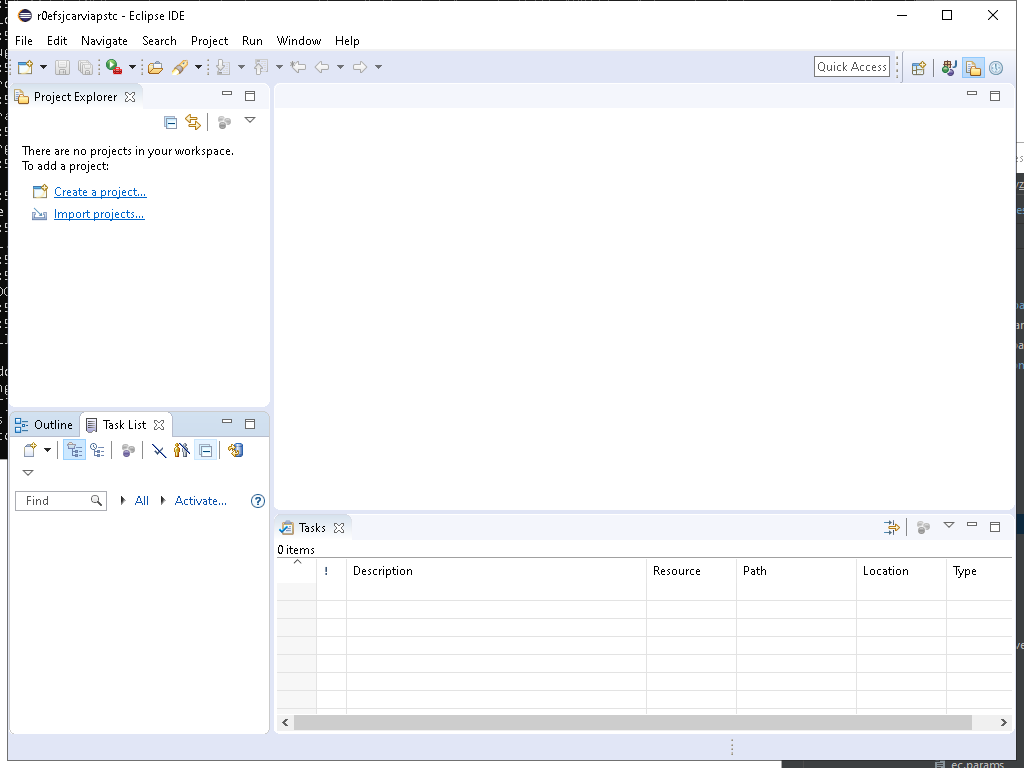 r0efsjcarviapstc - Eclipse IDE
File Edit Navigate Search Project Run Window Help
Quick Access
Project Explorer
There are no projects in your workspace.
To add a project:
Create a project...
Import projects...
Outline Task List
Find All Activate...
Tasks
0 items
! Description Resource Path Location Type
ec.params